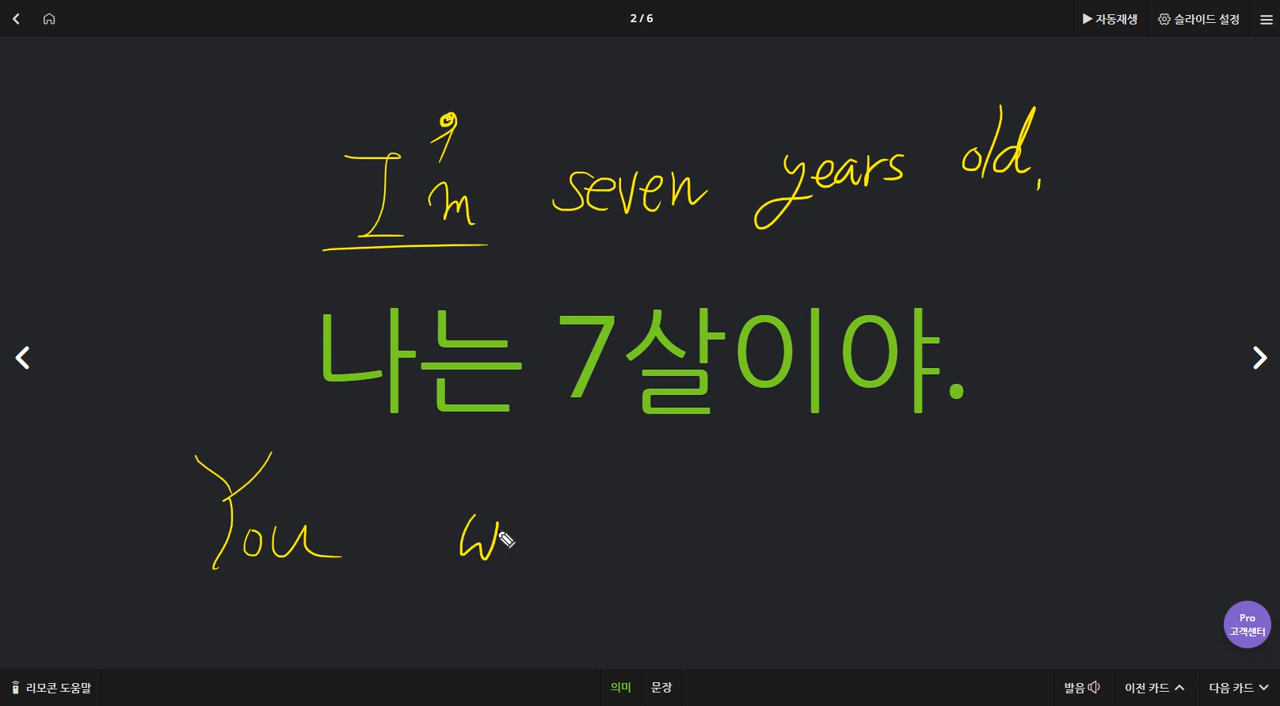 2 / 6
자동재생
슬라이드 설정
I'm seven years old.
나는 7살이야.
You
Pro
고객센터
리모콘 도움말
의미
문장
발음
이전 카드
다음 카드